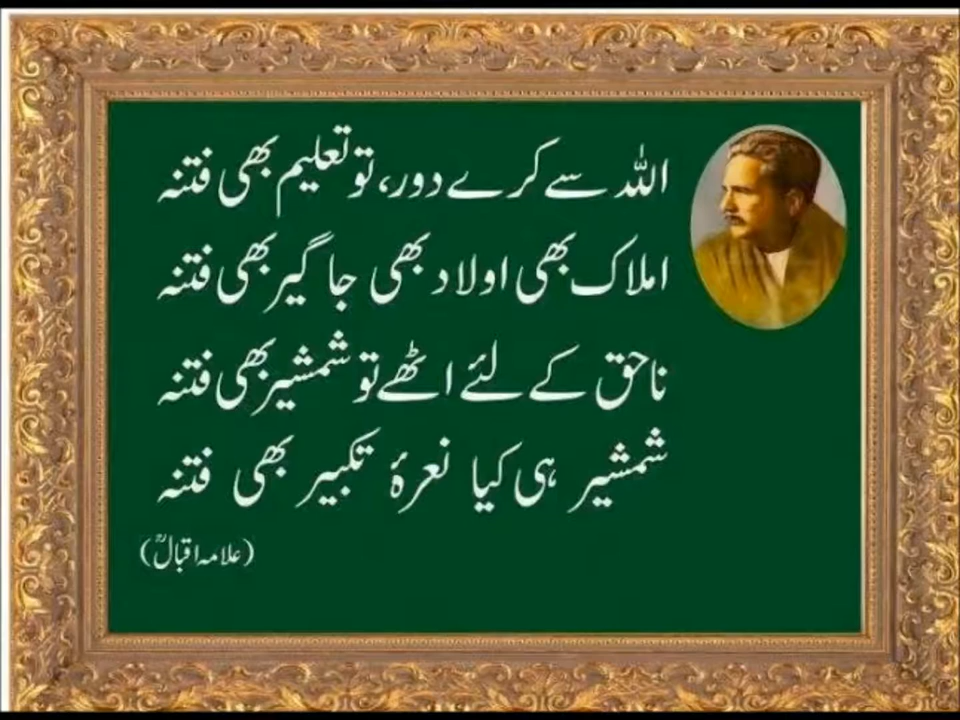 اللہ سے کرے دور، تو تعلیم بھی فتنہ
املاک بھی اولاد بھی جاگیر بھی فتنہ
ناحق کے لئے اٹھے تو شمشیر بھی فتنہ
شمشیر ہی کیا نعرۂ تکبیر بھی فتنہ
(علامہ اقبالؒ)